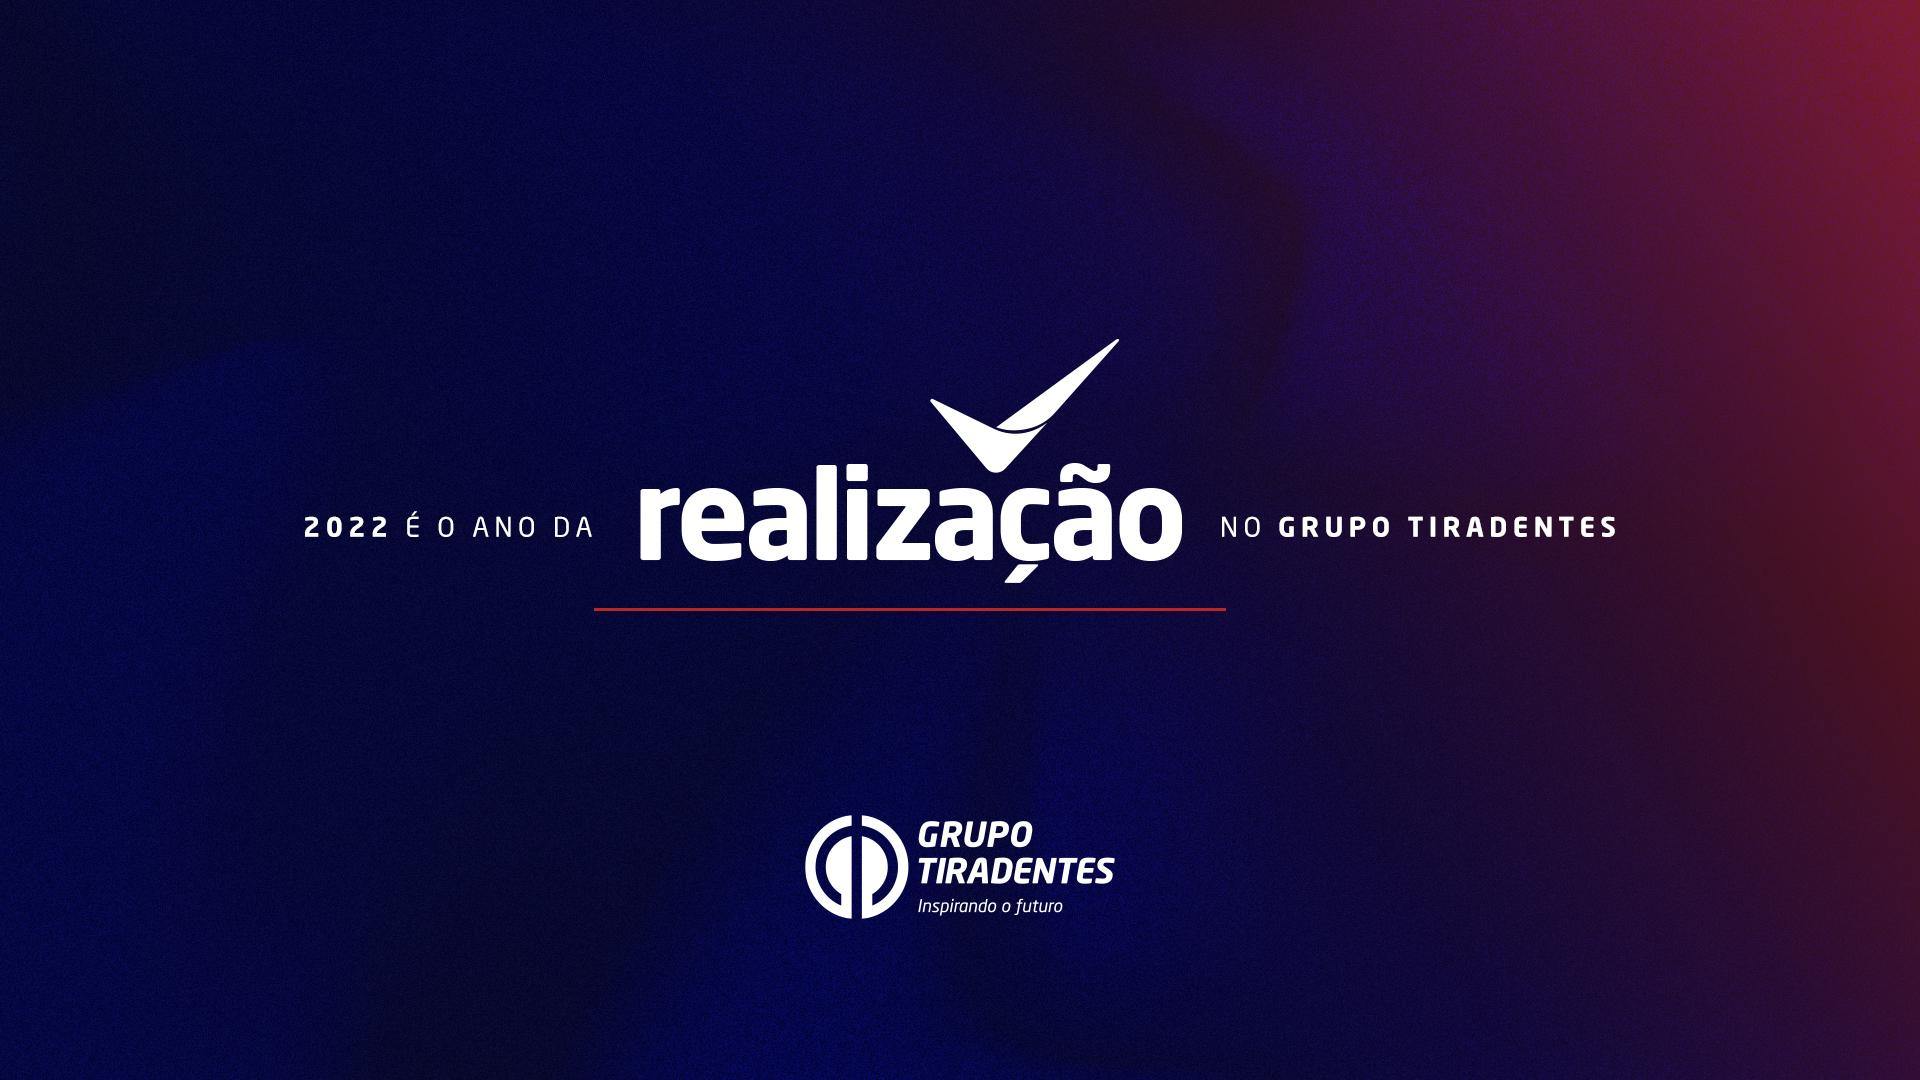 2022 É O ANO DA realização NO GRUPO TIRADENTES
GRUPO
TIRADENTES
Inspirando o futuro